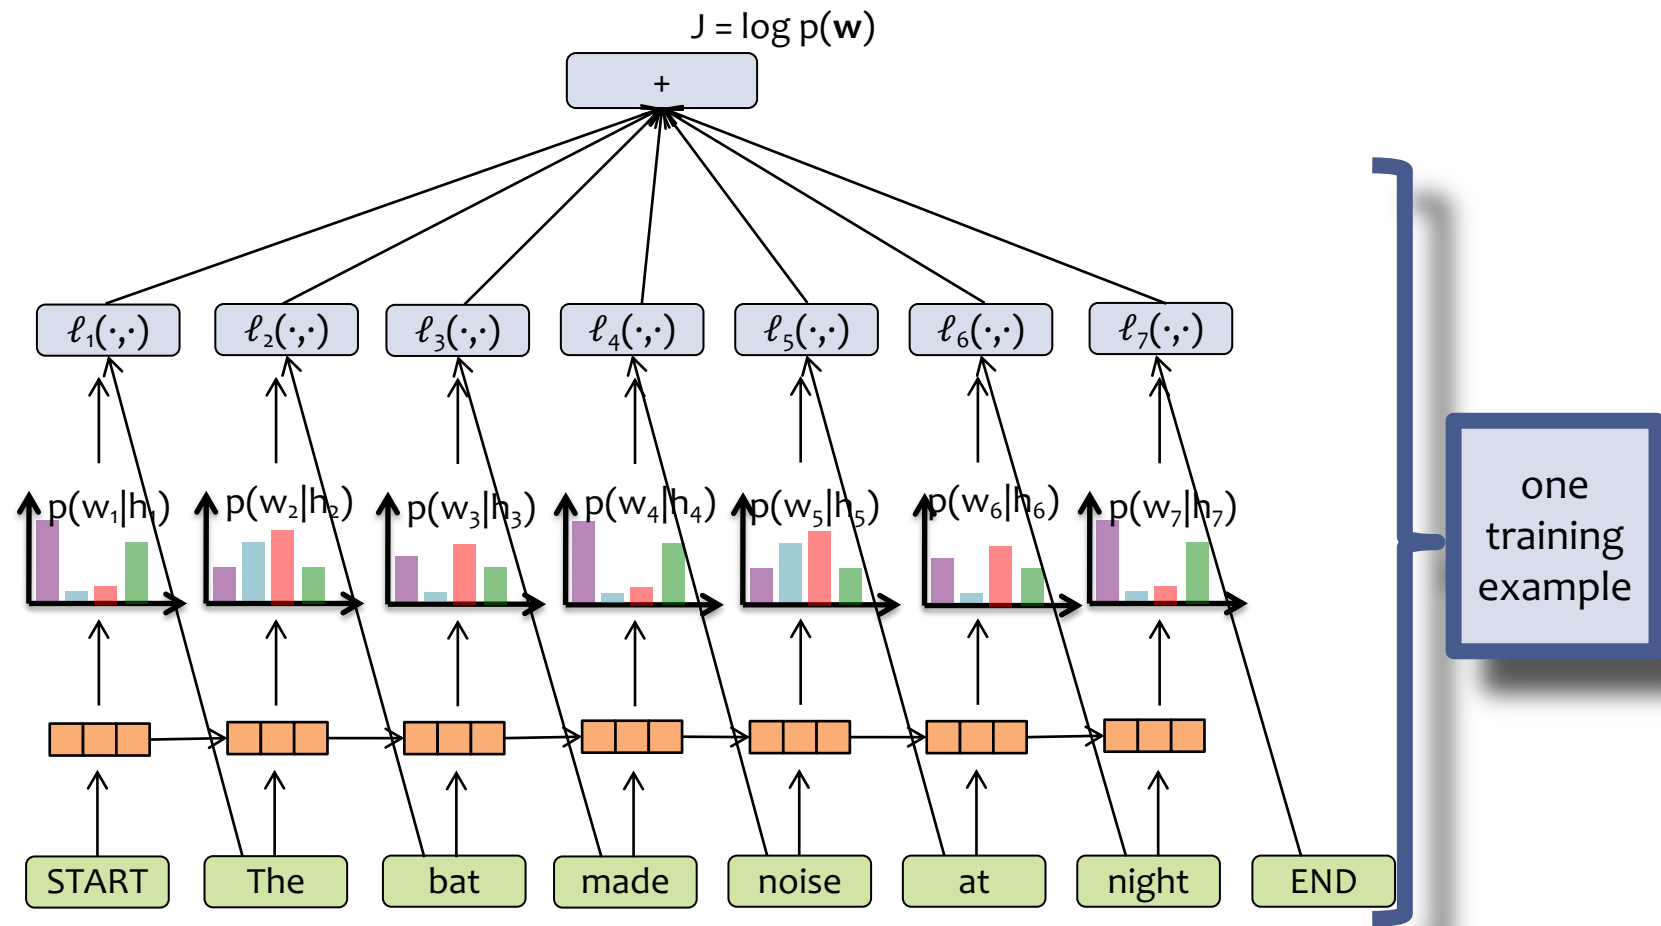 J = log p(w)
+
ℓ₁(·,·) ℓ₂(·,·) ℓ₃(·,·) ℓ₄(·,·) ℓ₅(·,·) ℓ₆(·,·) ℓ₇(·,·)
p(w₁|h₁) p(w₂|h₂) p(w₃|h₃) p(w₄|h₄) p(w₅|h₅) p(w₆|h₆) p(w₇|h₇)
one
training
example
START The bat made noise at night END